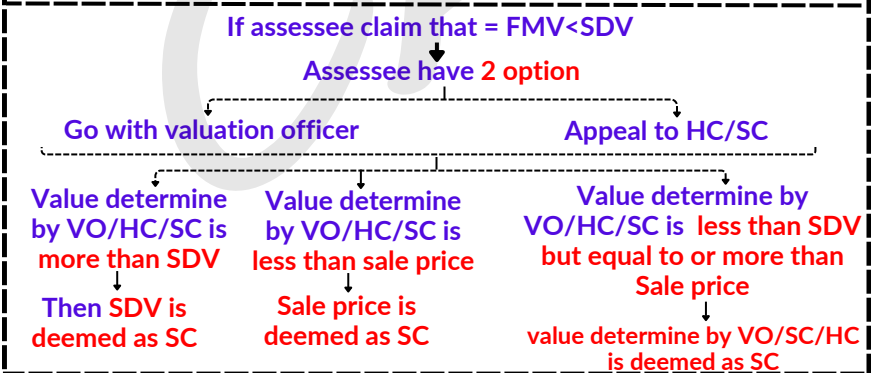 If assessee claim that = FMV<SDV
Assessee have 2 option
Go with valuation officer
Appeal to HC/SC
Value determine
by VO/HC/SC is
more than SDV
Then SDV is
deemed as SC
Value determine
by VO/HC/SC is
less than sale price
Sale price is
deemed as SC
Value determine by
VO/HC/SC is less than SDV
but equal to or more than
Sale price
value determine by VO/SC/HC
is deemed as SC